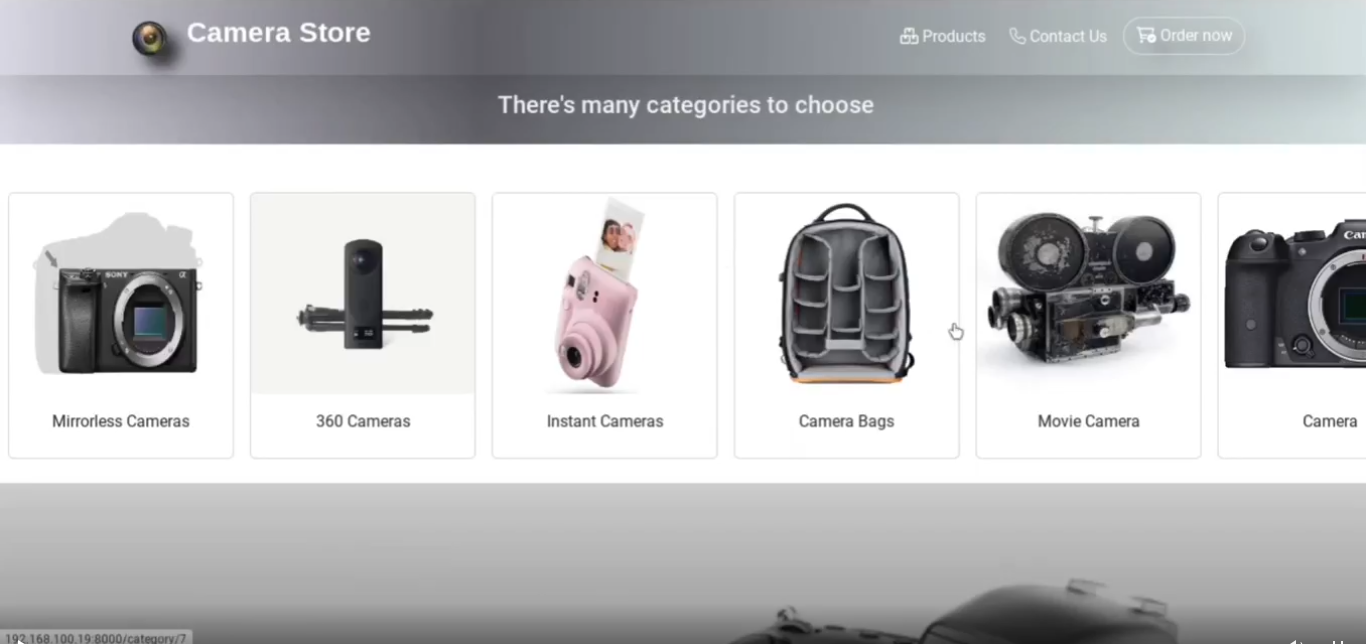 Camera Store
Products
Contact Us
Order now
There's many categories to choose
SONY
α
Mirrorless Cameras
360 Cameras
Instant Cameras
Camera Bags
Movie Camera
Camera
192.168.100.19:8000/category/7